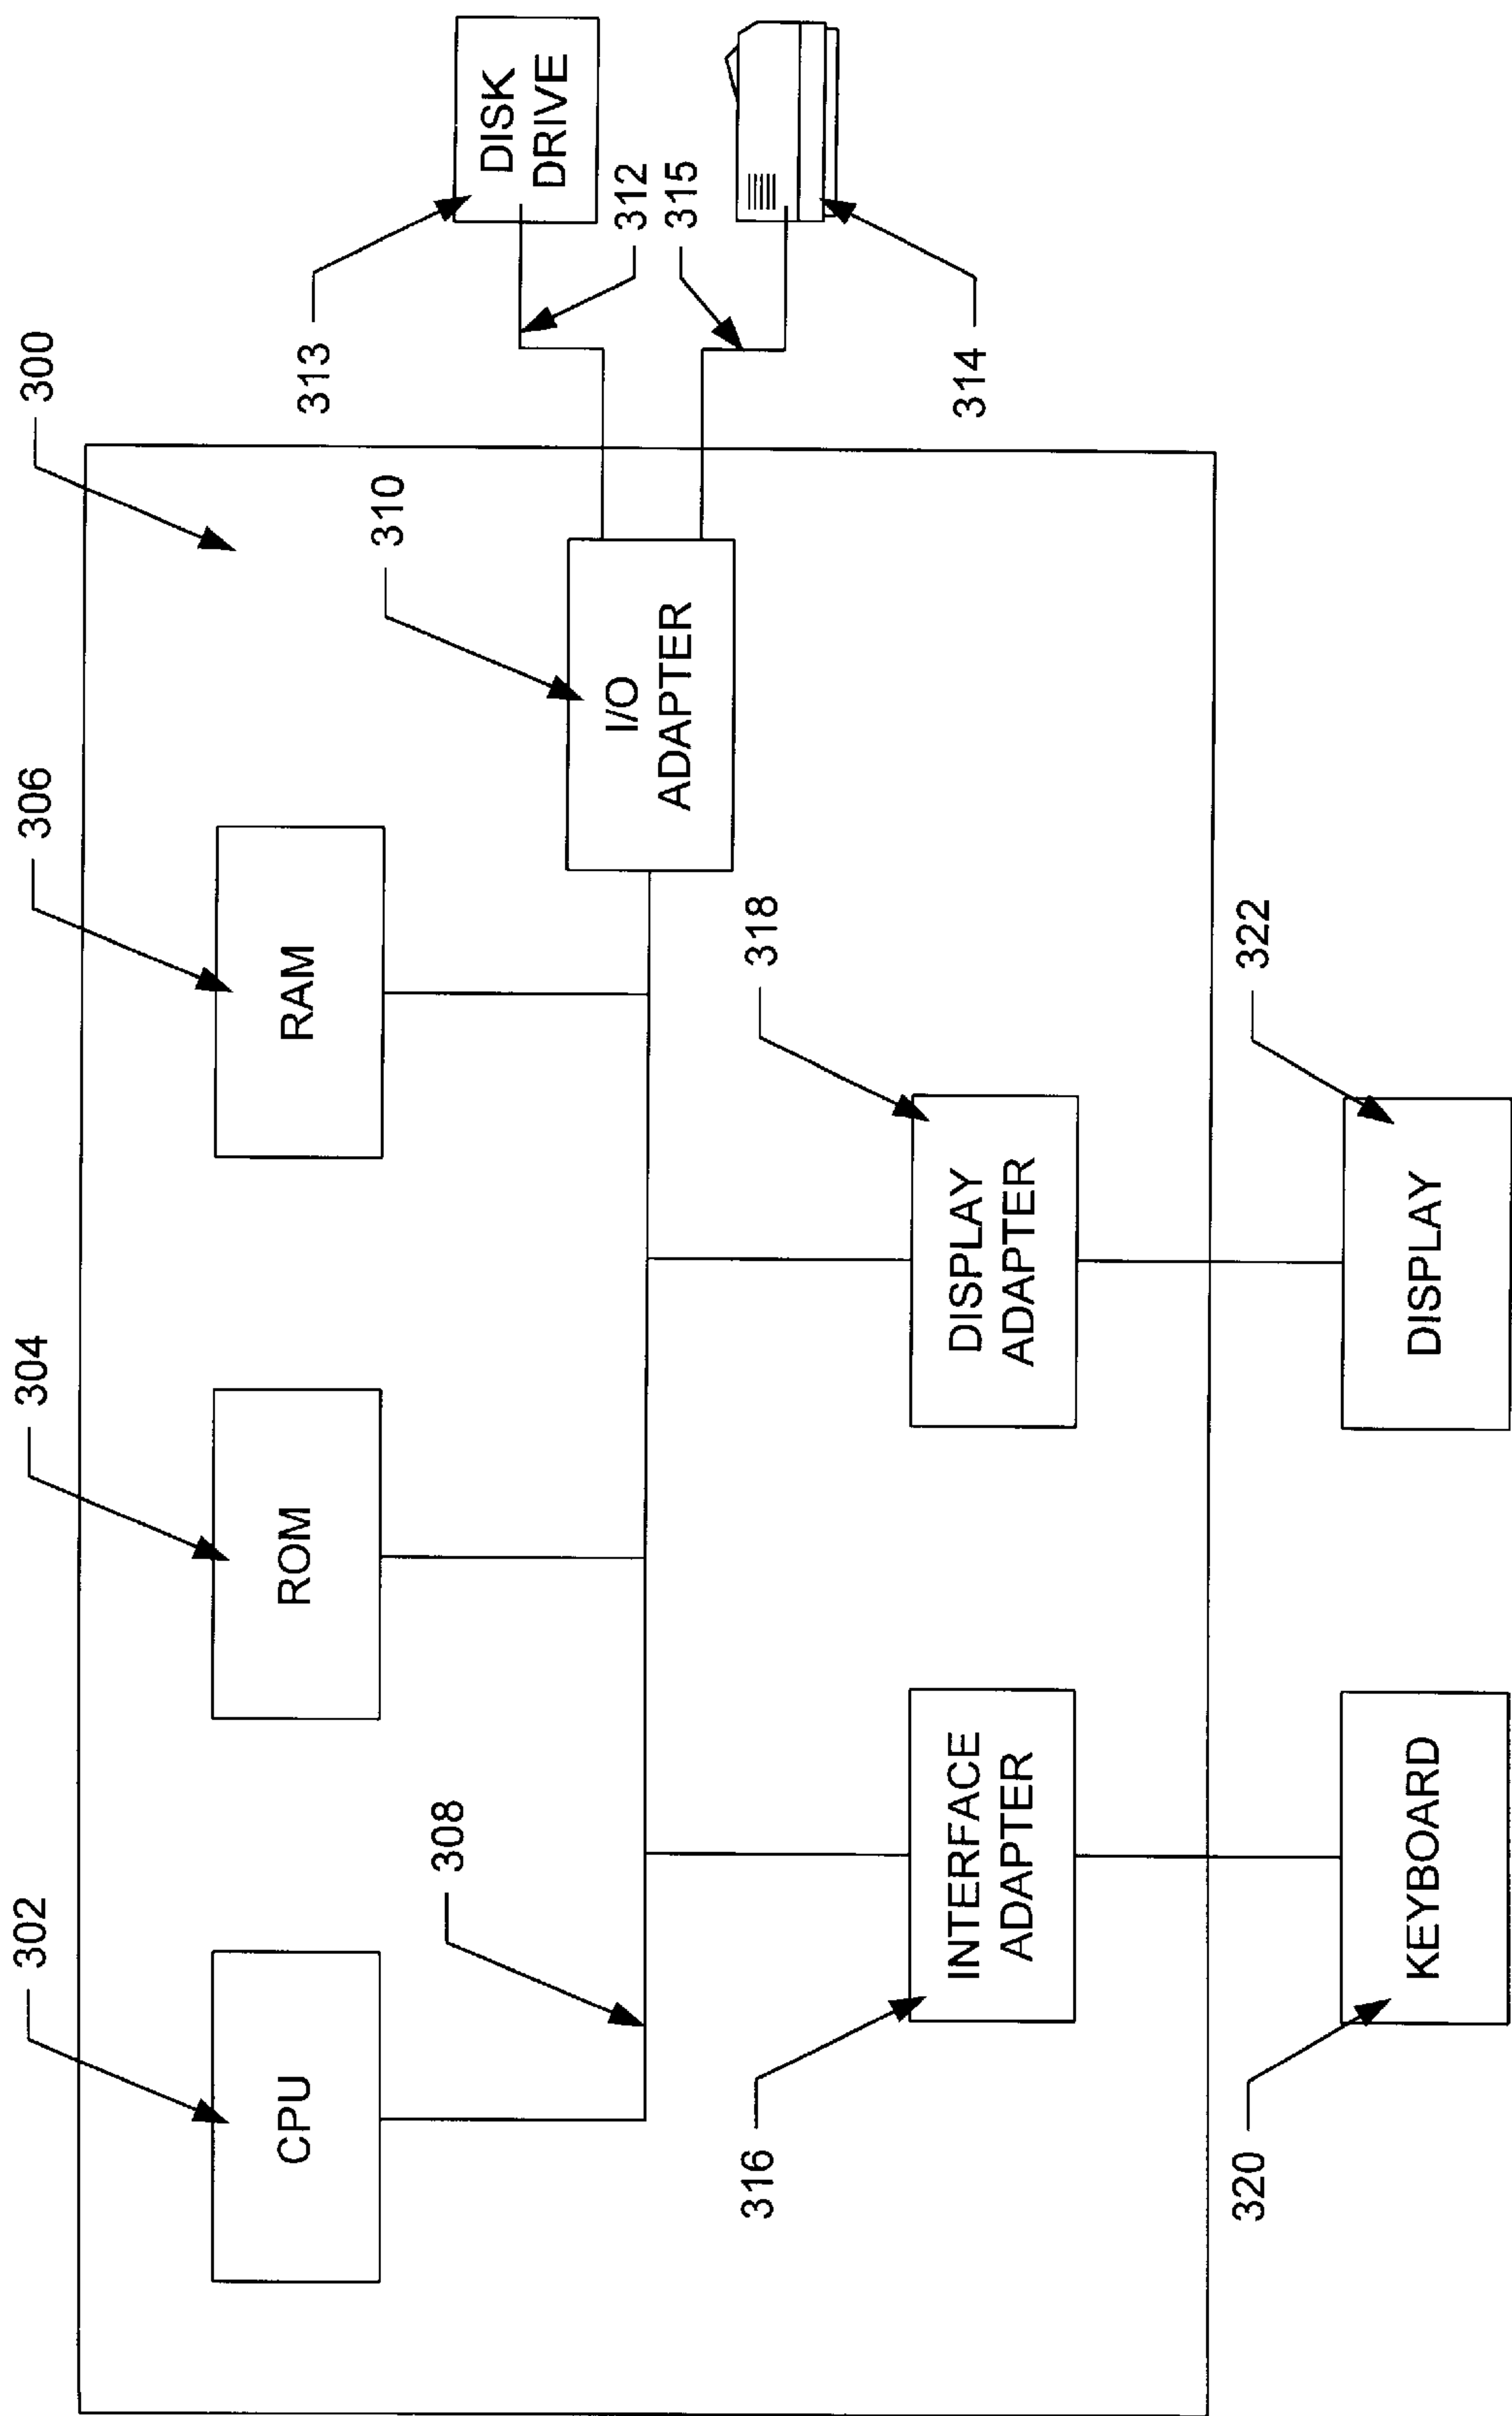 300
302
304
306
CPU
ROM
RAM
308
310
I/O
ADAPTER
313
DISK
DRIVE
312
315
314
316
INTERFACE
ADAPTER
318
DISPLAY
ADAPTER
320
KEYBOARD
322
DISPLAY